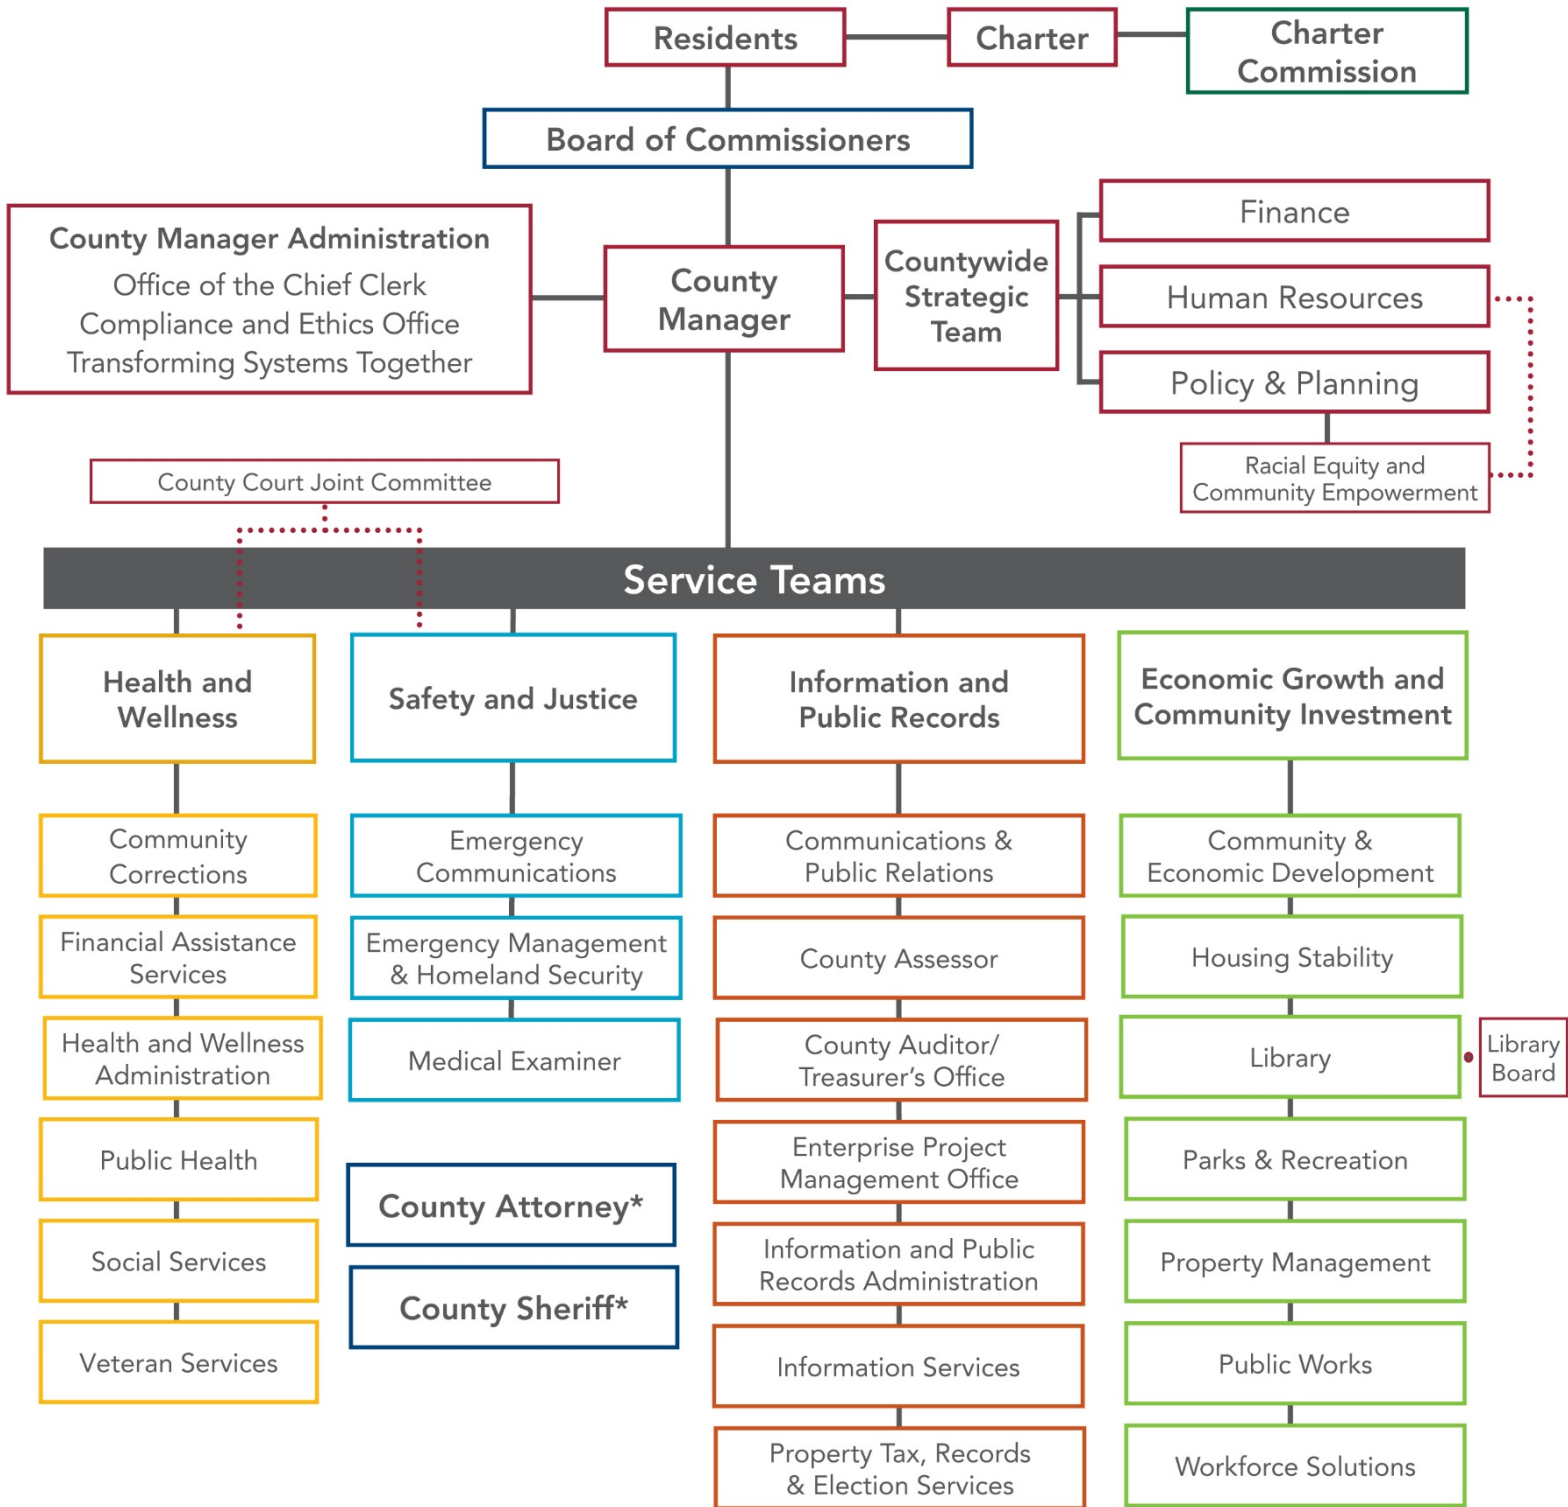 Residents
Charter
Charter
Commission
Board of Commissioners
County Manager Administration
Office of the Chief Clerk
Compliance and Ethics Office
Transforming Systems Together
County
Manager
Countywide
Strategic
Team
Finance
Human Resources
Policy & Planning
Racial Equity and
Community Empowerment
County Court Joint Committee
Service Teams
Health and
Wellness
Community
Corrections
Financial Assistance
Services
Health and Wellness
Administration
Public Health
Social Services
Veteran Services
Safety and Justice
Emergency
Communications
Emergency Management
& Homeland Security
Medical Examiner
County Attorney*
County Sheriff*
Information and
Public Records
Communications &
Public Relations
County Assessor
County Auditor/
Treasurer’s Office
Enterprise Project
Management Office
Information and Public
Records Administration
Information Services
Property Tax, Records
& Election Services
Economic Growth and
Community Investment
Community &
Economic Development
Housing Stability
Library
Library
Board
Parks & Recreation
Property Management
Public Works
Workforce Solutions